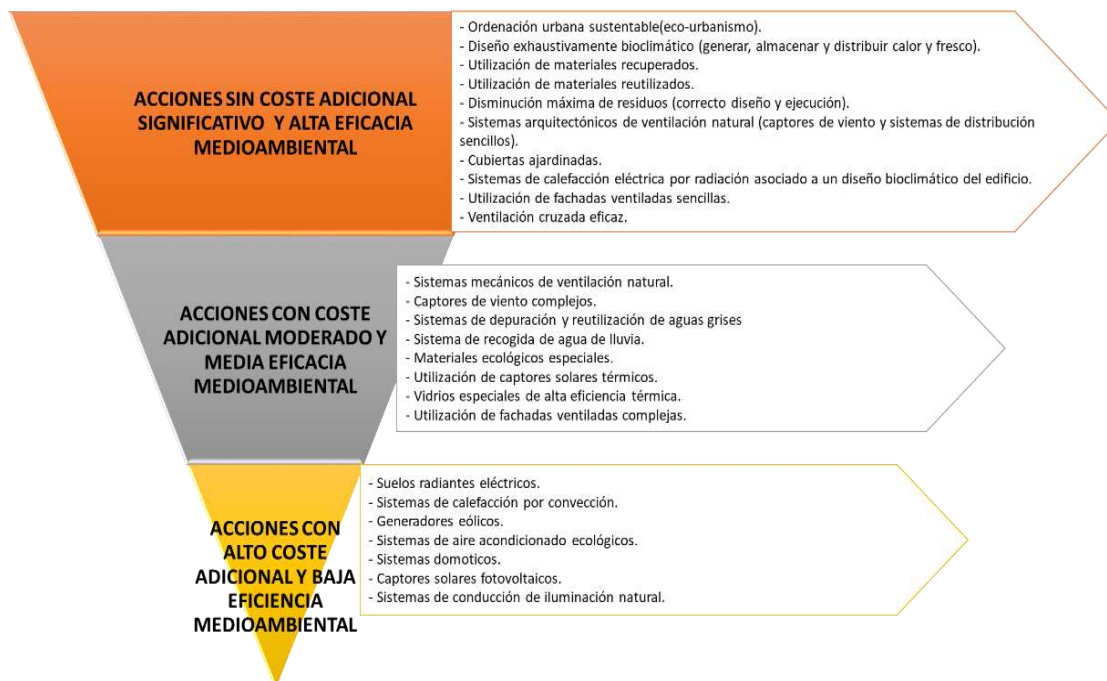 ACCIONES SIN COSTE ADICIONAL
SIGNIFICATIVO Y ALTA EFICACIA
MEDIOAMBIENTAL
- Ordenación urbana sustentable(eco-urbanismo).
- Diseño exhaustivamente bioclimático (generar, almacenar y distribuir calor y fresco).
- Utilización de materiales recuperados.
- Utilización de materiales reutilizados.
- Disminución máxima de residuos (correcto diseño y ejecución).
- Sistemas arquitectónicos de ventilación natural (captores de viento y sistemas de distribución
sencillos).
- Cubiertas ajardinadas.
- Sistemas de calefacción eléctrica por radiación asociado a un diseño bioclimático del edificio.
- Utilización de fachadas ventiladas sencillas.
- Ventilación cruzada eficaz.
ACCIONES CON COSTE
ADICIONAL MODERADO Y
MEDIA EFICACIA
MEDIOAMBIENTAL
- Sistemas mecánicos de ventilación natural.
- Captores de viento complejos.
- Sistemas de depuración y reutilización de aguas grises
- Sistema de recogida de agua de lluvia.
- Materiales ecológicos especiales.
- Utilización de captores solares térmicos.
- Vidrios especiales de alta eficiencia térmica.
- Utilización de fachadas ventiladas complejas.
ACCIONES CON
ALTO COSTE
ADICIONAL Y BAJA
EFICIENCIA
MEDIOAMBIENTAL
- Suelos radiantes eléctricos.
- Sistemas de calefacción por convección.
- Generadores eólicos.
- Sistemas de aire acondicionado ecológicos.
- Sistemas domoticos.
- Captores solares fotovoltaicos.
- Sistemas de conducción de iluminación natural.